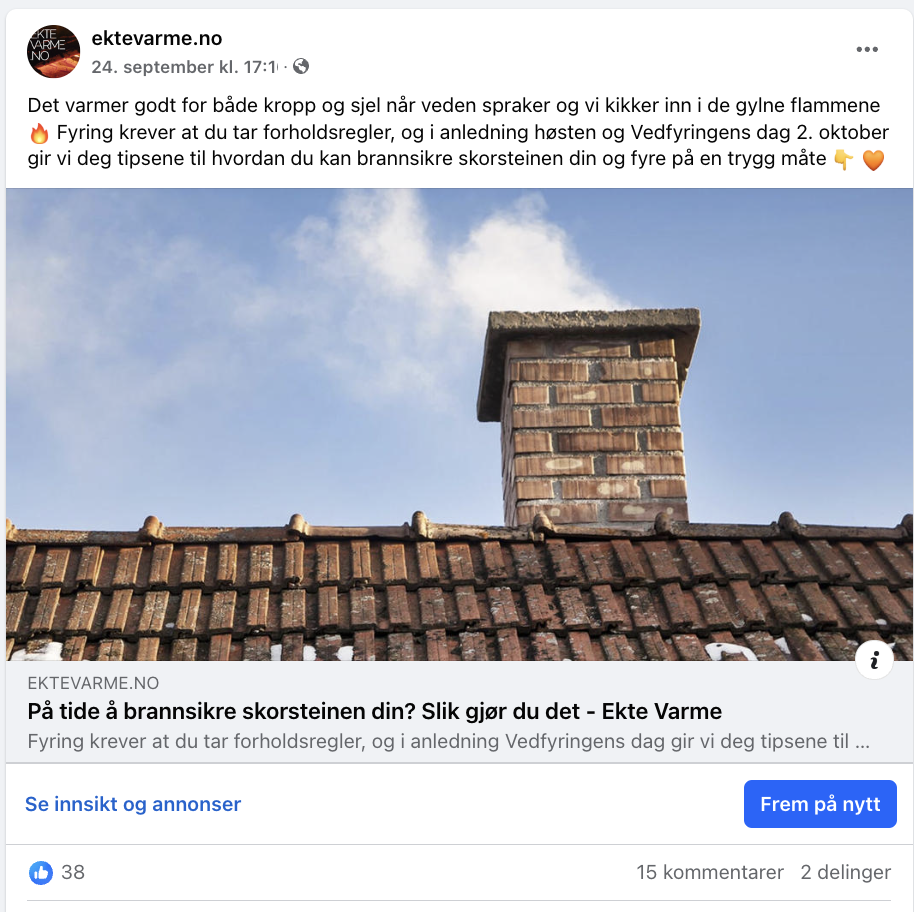 EKTE
VARME
.NO
ektevarme.no
24. september kl. 17:1 ·
Det varmer godt for både kropp og sjel når veden spraker og vi kikker inn i de gylne flammene
🔥 Fyring krever at du tar forholdsregler, og i anledning høsten og Vedfyringens dag 2. oktober
gir vi deg tipsene til hvordan du kan brannsikre skorsteinen din og fyre på en trygg måte 👇 🧡
EKTEVARME.NO
På tide å brannsikre skorsteinen din? Slik gjør du det - Ekte Varme
Fyring krever at du tar forholdsregler, og i anledning Vedfyringens dag gir vi deg tipsene til ...
Se innsikt og annonser
Frem på nytt
38
15 kommentarer 2 delinger